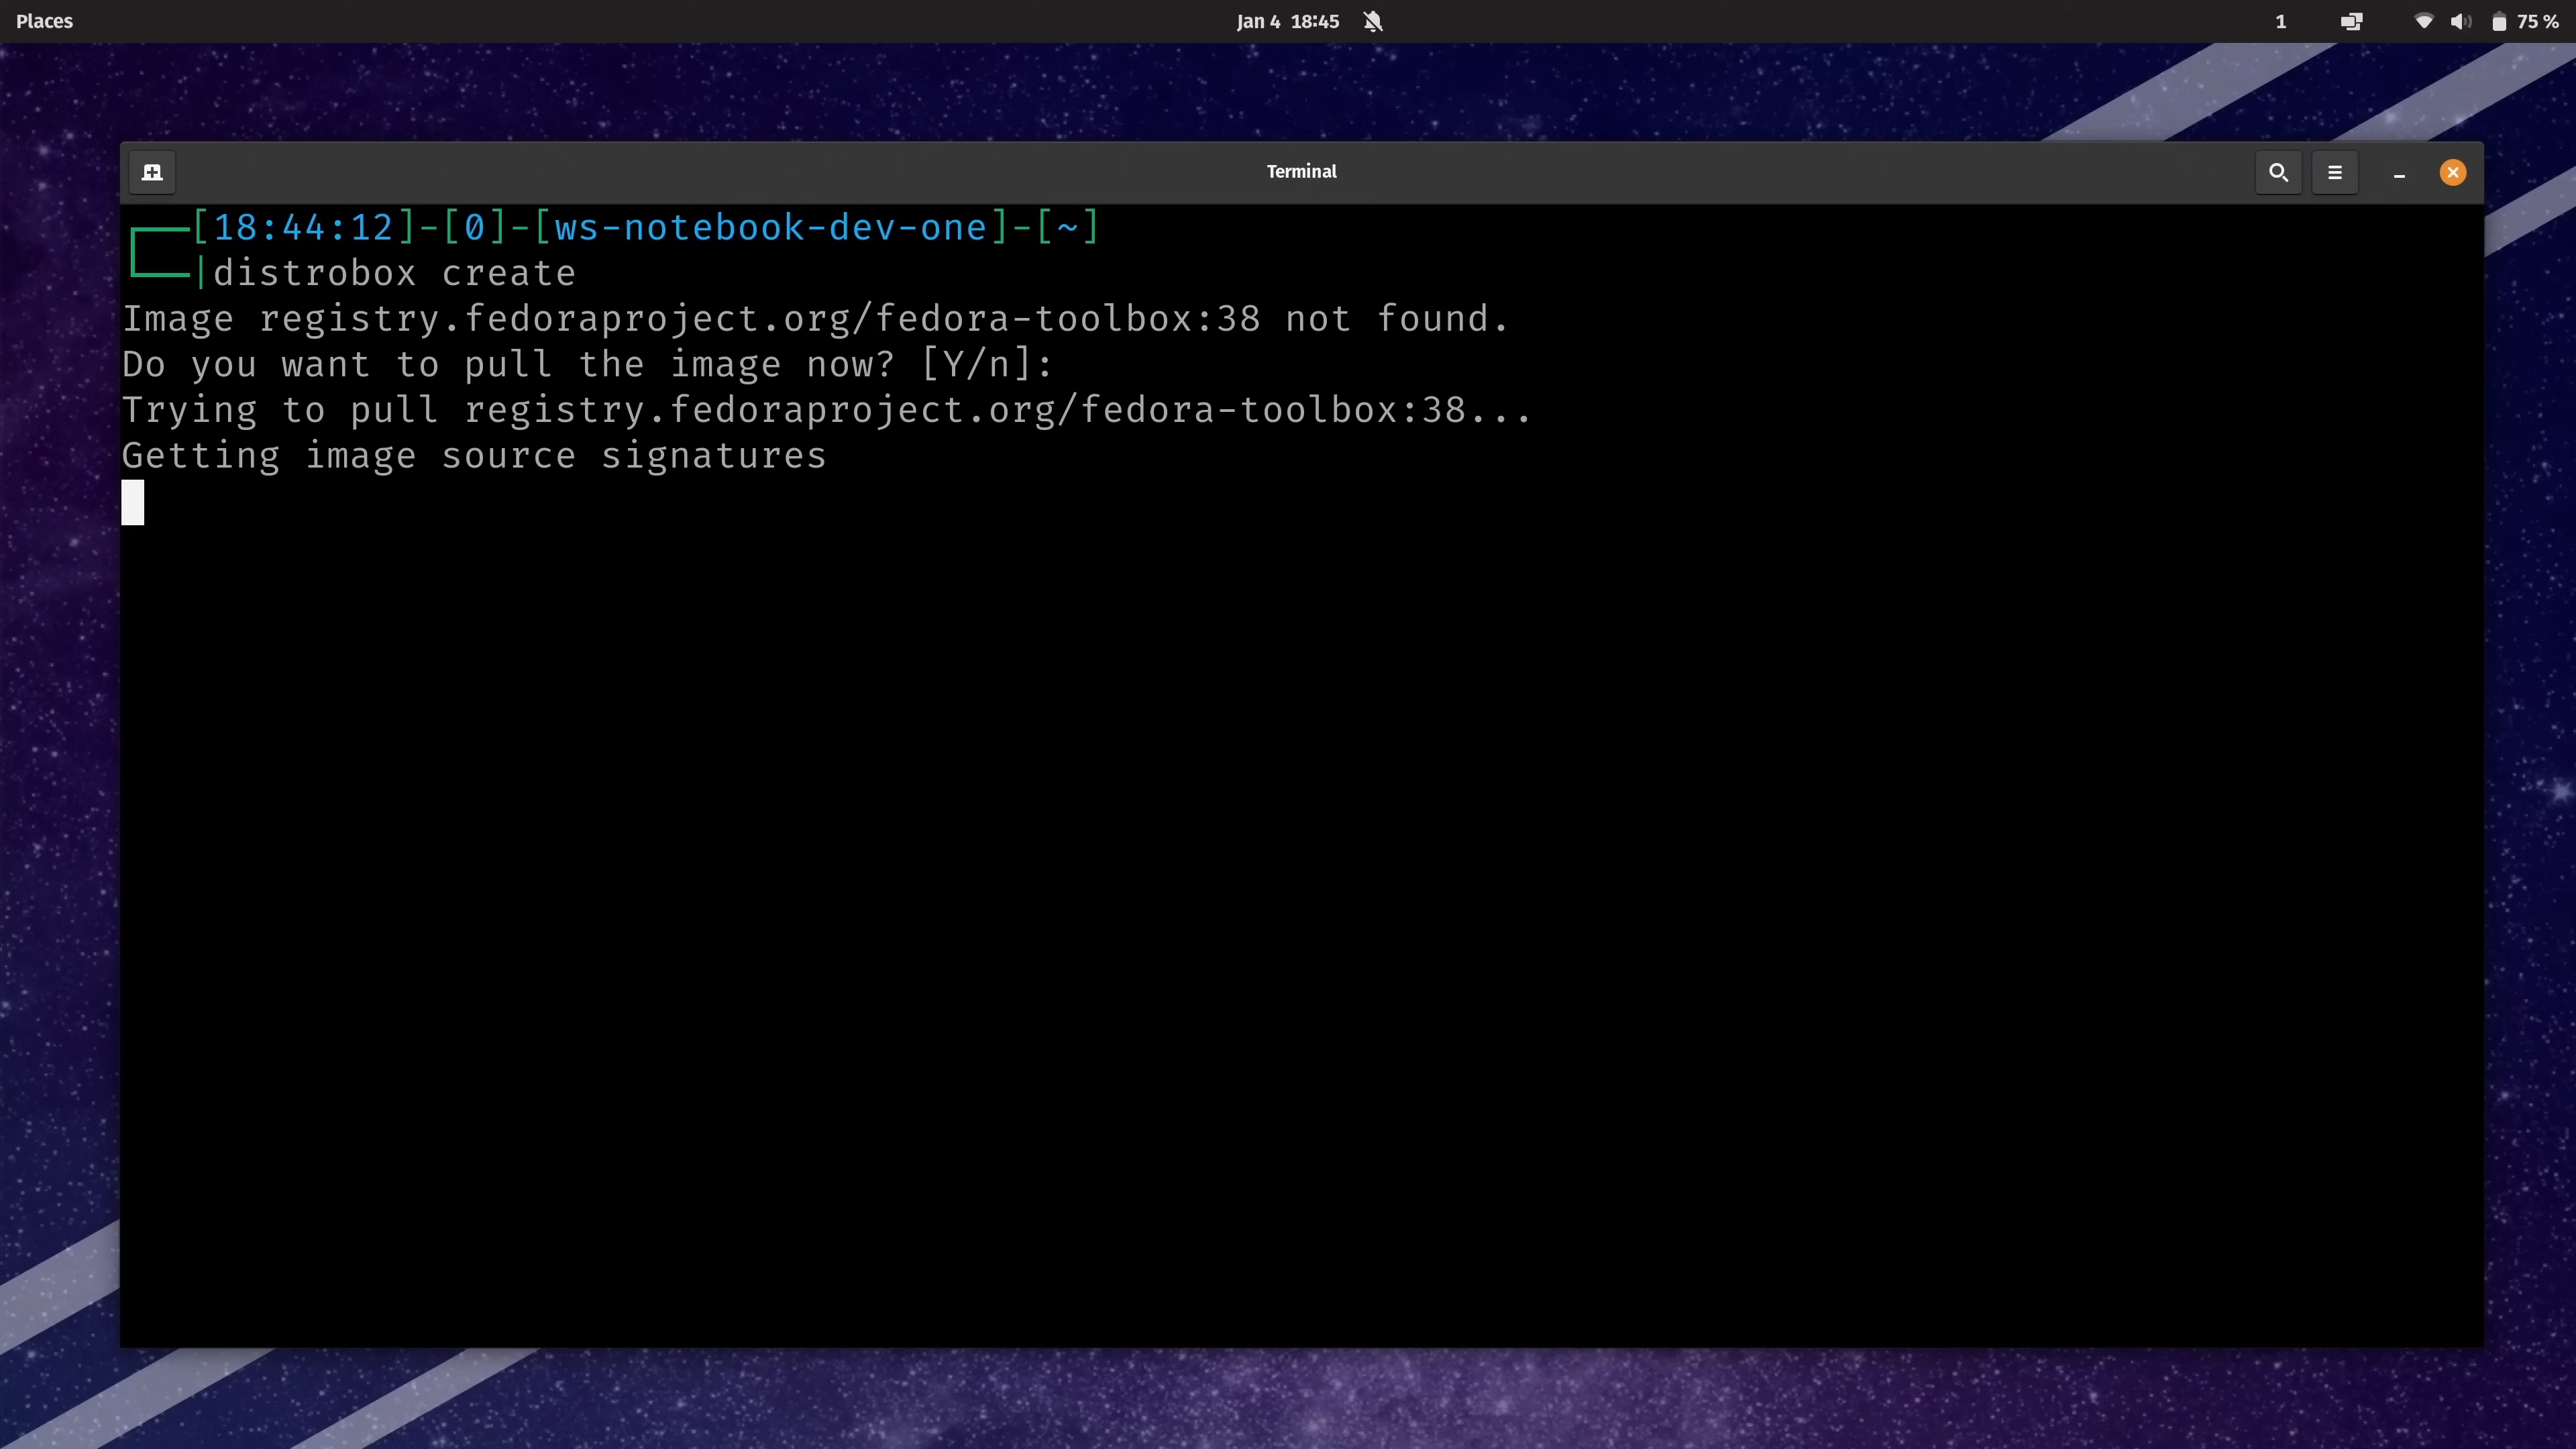 Places
Jan 4 18:45
1
75 %
Terminal
[18:44:12]-[0]-[ws-notebook-dev-one]-[~]
|distrobox create
Image registry.fedoraproject.org/fedora-toolbox:38 not found.
Do you want to pull the image now? [Y/n]:
Trying to pull registry.fedoraproject.org/fedora-toolbox:38...
Getting image source signatures